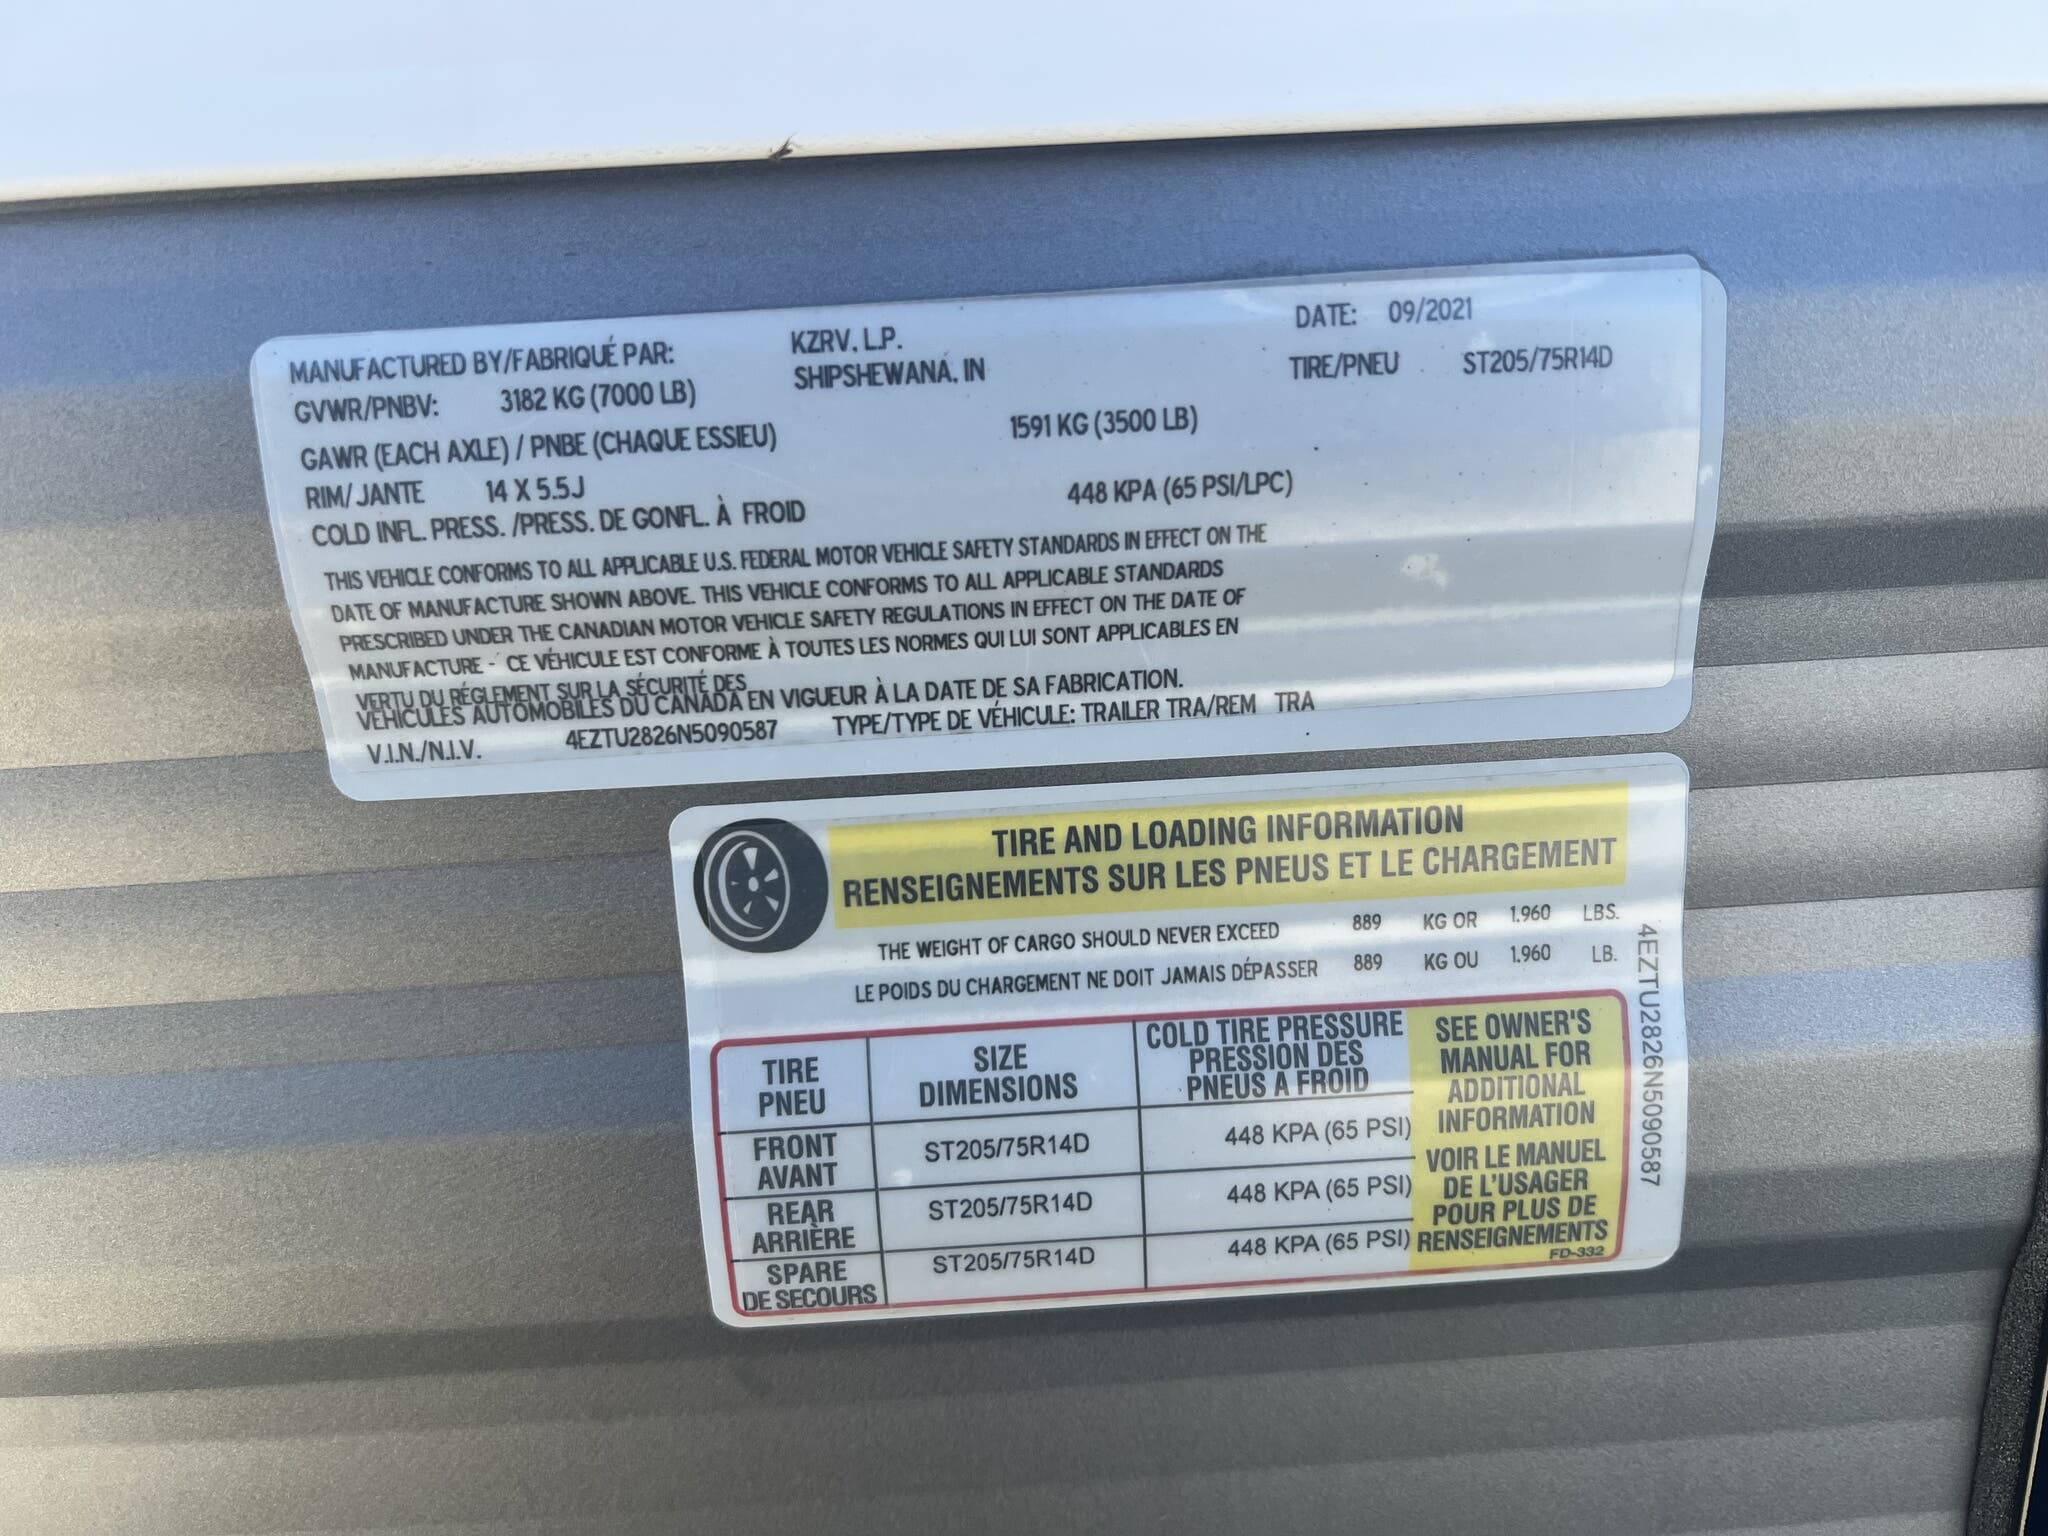 MANUFACTURED BY/FABRIQUÉ PAR: KZRV, L.P. DATE: 09/2021
SHIPSHEWANA, IN TIRE/PNEU ST205/75R14D
GVWR/PNBV: 3182 KG (7000 LB)
GAWR (EACH AXLE) / PNBE (CHAQUE ESSIEU) 1591 KG (3500 LB)
RIM/JANTE 14 X 5.5J
COLD INFL. PRESS. /PRESS. DE GONFL. À FROID 448 KPA (65 PSI/LPC)
THIS VEHICLE CONFORMS TO ALL APPLICABLE U.S. FEDERAL MOTOR VEHICLE SAFETY STANDARDS IN EFFECT ON THE
DATE OF MANUFACTURE SHOWN ABOVE. THIS VEHICLE CONFORMS TO ALL APPLICABLE STANDARDS
PRESCRIBED UNDER THE CANADIAN MOTOR VEHICLE SAFETY REGULATIONS IN EFFECT ON THE DATE OF
MANUFACTURE - CE VÉHICULE EST CONFORME À TOUTES LES NORMES QUI LUI SONT APPLICABLES EN
VERTU DU RÉGLEMENT SUR LA SÉCURITÉ DES
VÉHICULES AUTOMOBILES DU CANADA EN VIGUEUR À LA DATE DE SA FABRICATION.
V.I.N./N.I.V. 4EZTU2826N5090587 TYPE/TYPE DE VÉHICULE: TRAILER TRA/REM TRA
TIRE AND LOADING INFORMATION
RENSEIGNEMENTS SUR LES PNEUS ET LE CHARGEMENT
THE WEIGHT OF CARGO SHOULD NEVER EXCEED 889 KG OR 1.960 LBS.
LE POIDS DU CHARGEMENT NE DOIT JAMAIS DÉPASSER 889 KG OU 1.960 LB.
TIRE
PNEU
SIZE
DIMENSIONS
COLD TIRE PRESSURE
PRESSION DES
PNEUS A FROID
FRONT
AVANT
ST205/75R14D 448 KPA (65 PSI)
REAR
ARRIÈRE
ST205/75R14D 448 KPA (65 PSI)
SPARE
DE SECOURS
ST205/75R14D 448 KPA (65 PSI)
SEE OWNER'S
MANUAL FOR
ADDITIONAL
INFORMATION
VOIR LE MANUEL
DE L'USAGER
POUR PLUS DE
RENSEIGNEMENTS
FD-332
4EZTU2826N5090587